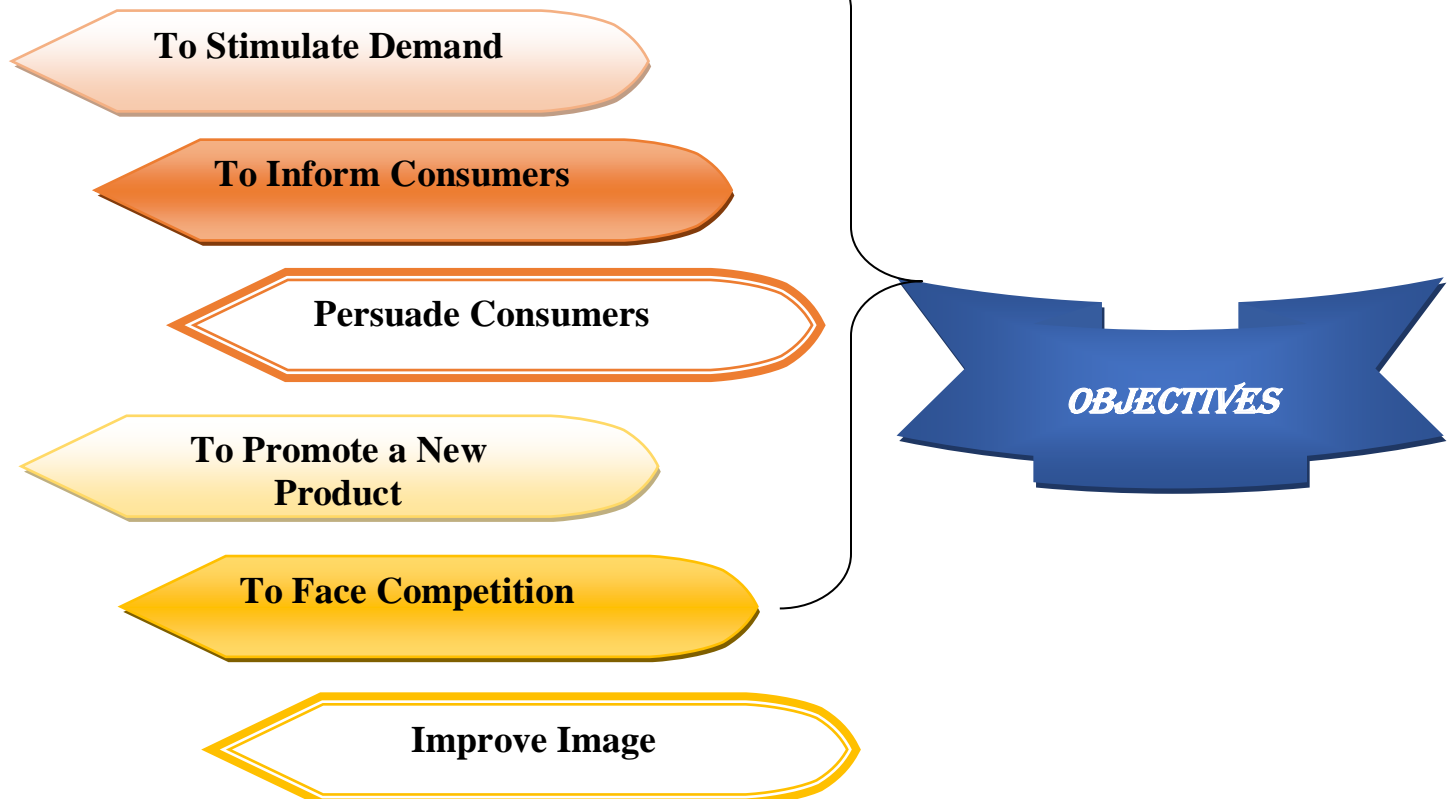 To Stimulate Demand
To Inform Consumers
Persuade Consumers
To Promote a New
Product
To Face Competition
Improve Image
OBJECTIVES